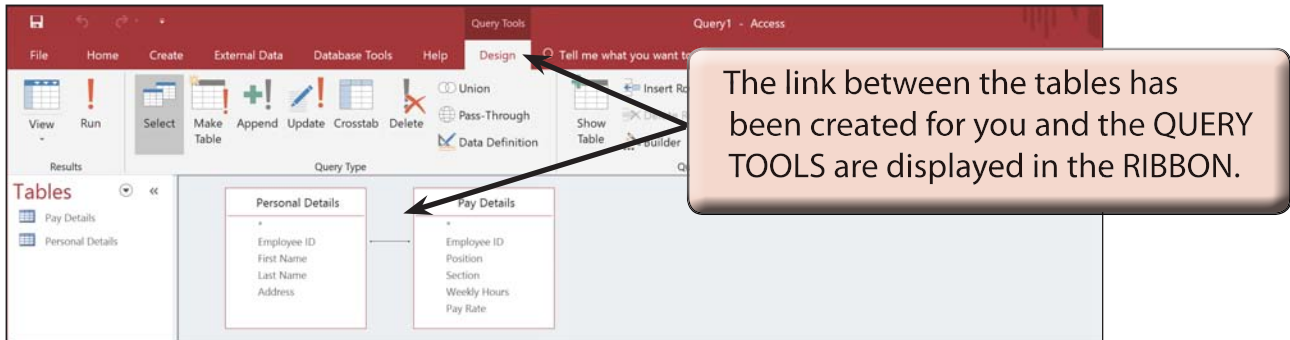 Query Tools
Query1 - Access
File Home Create External Data Database Tools Help Design Tell me what you want to
View Run Select Make Table Append Update Crosstab Delete
Union
Pass-Through
Data Definition
Show Table
Insert Ro
Builder
Results
Query Type
The link between the tables has
been created for you and the QUERY
TOOLS are displayed in the RIBBON.
Tables
Pay Details
Personal Details
Personal Details
*
Employee ID
First Name
Last Name
Address
Pay Details
*
Employee ID
Position
Section
Weekly Hours
Pay Rate